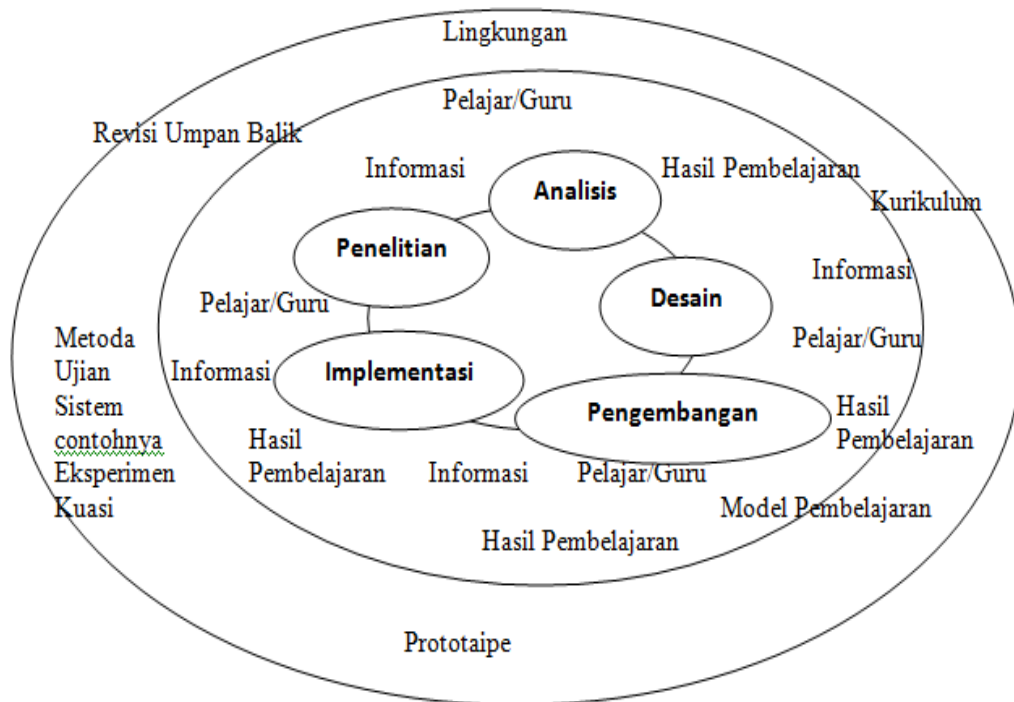 Lingkungan
Pelajar/Guru
Revisi Umpan Balik
Informasi
Analisis
Hasil Pembelajaran
Kurikulum
Penelitian
Informasi
Desain
Pelajar/Guru
Pelajar/Guru
Metoda
Ujian
Sistem
contohnya
Eksperimen
Kuasi
Informasi
Implementasi
Pengembangan
Hasil
Pembelajaran
Hasil
Pembelajaran
Informasi
Pelajar/Guru
Model Pembelajaran
Hasil Pembelajaran
Prototaipe